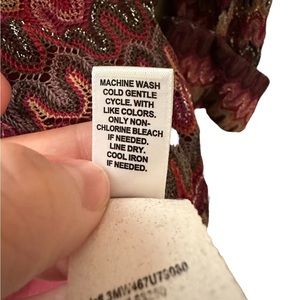 MACHINE WASH
COLD GENTLE
CYCLE. WITH
LIKE COLORS.
ONLY NON-
CHLORINE BLEACH
IF NEEDED.
LINE DRY.
COOL IRON
IF NEEDED.